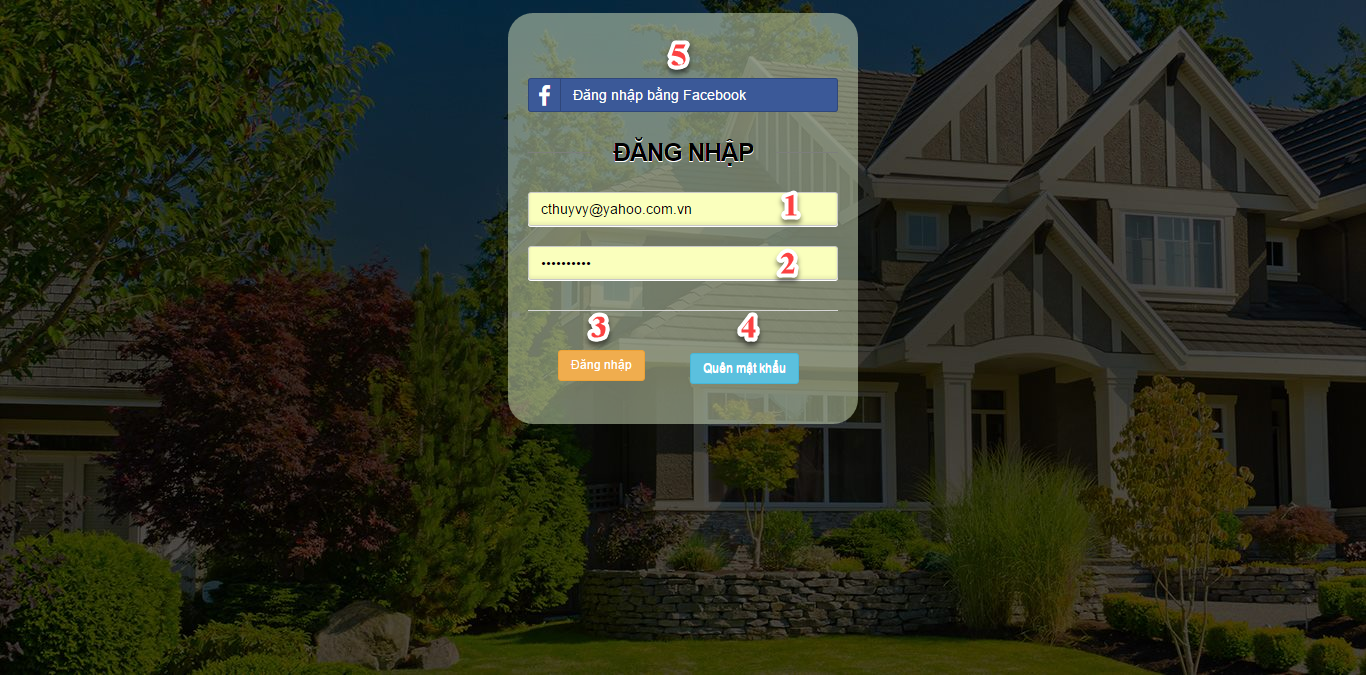 5
f Đăng nhập bằng Facebook
ĐĂNG NHẬP
cthuyvy@yahoo.com.vn 1
•••••••••• 2
3 4
Đăng nhập Quên mật khẩu